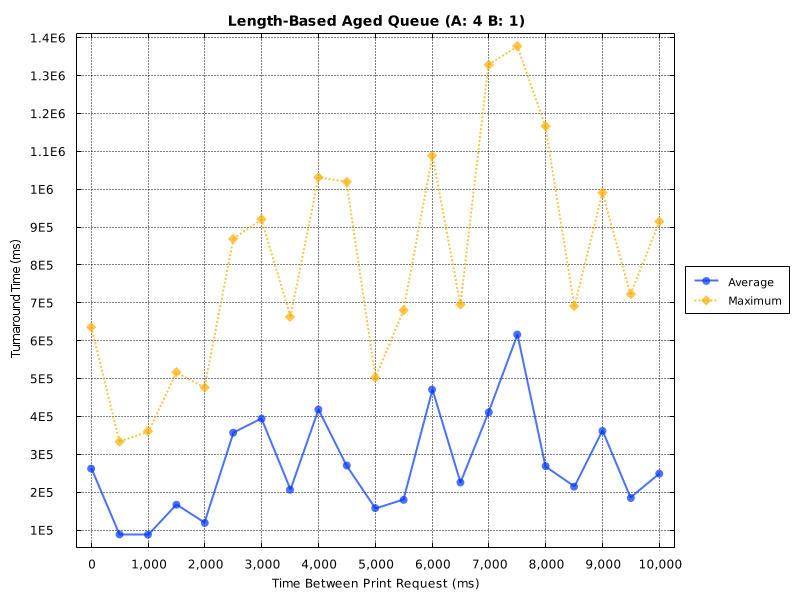 Length-Based Aged Queue (A: 4 B: 1)
Turnaround Time (ms)
1.4E6
1.3E6
1.2E6
1.1E6
1E6
9E5
8E5
7E5
6E5
5E5
4E5
3E5
2E5
1E5
0 1,000 2,000 3,000 4,000 5,000 6,000 7,000 8,000 9,000 10,000
Time Between Print Request (ms)
Average
Maximum